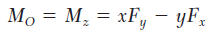 M_O = M_z = xF_y − yF_x